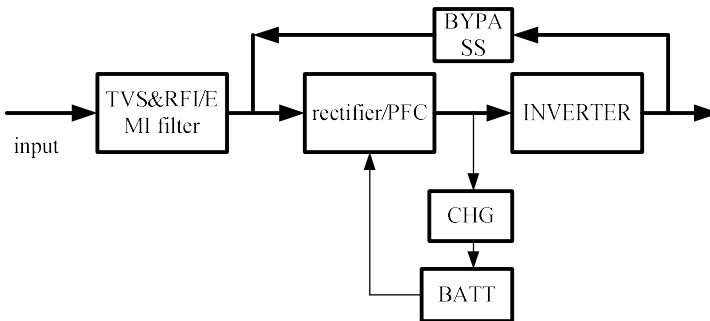 BYPA
SS
TVS&RFI/E
MI filter
rectifier/PFC
INVERTER
input
CHG
BATT